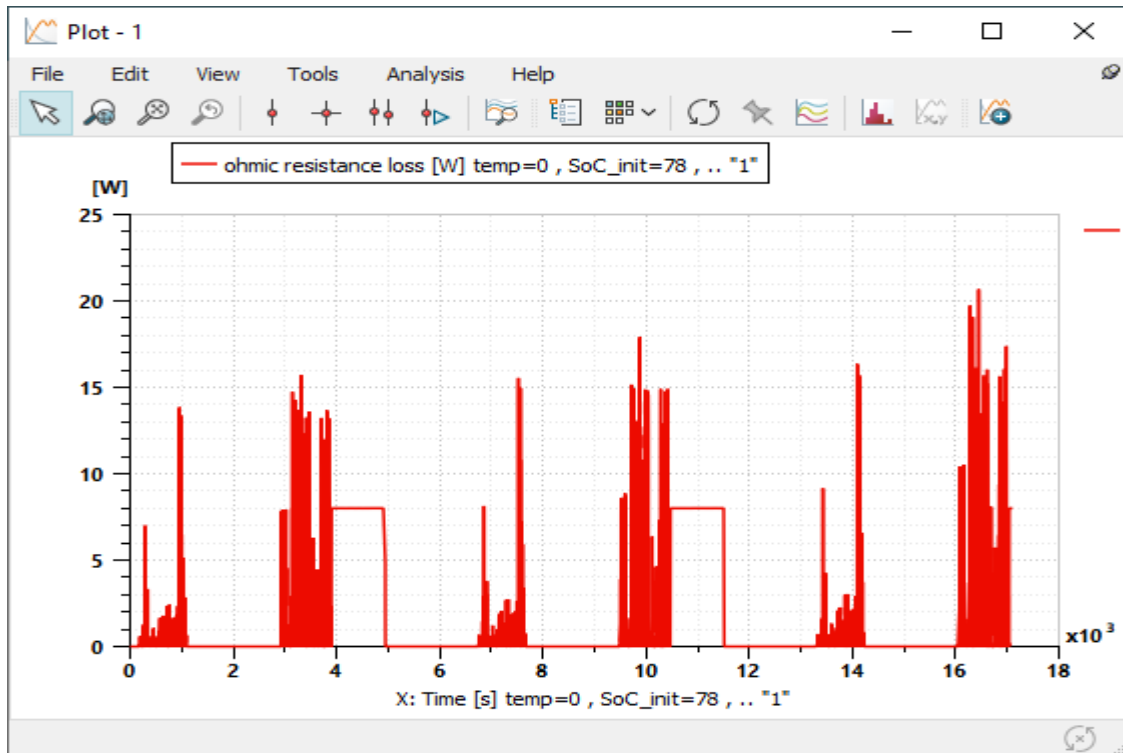 Plot - 1
File Edit View Tools Analysis Help
ohmic resistance loss [W] temp=0 , SoC_init=78 , .. "1"
[W]
25
20
15
10
5
0
0 2 4 6 8 10 12 14 16 18
x10³
X: Time [s] temp=0 , SoC_init=78 , .. "1"